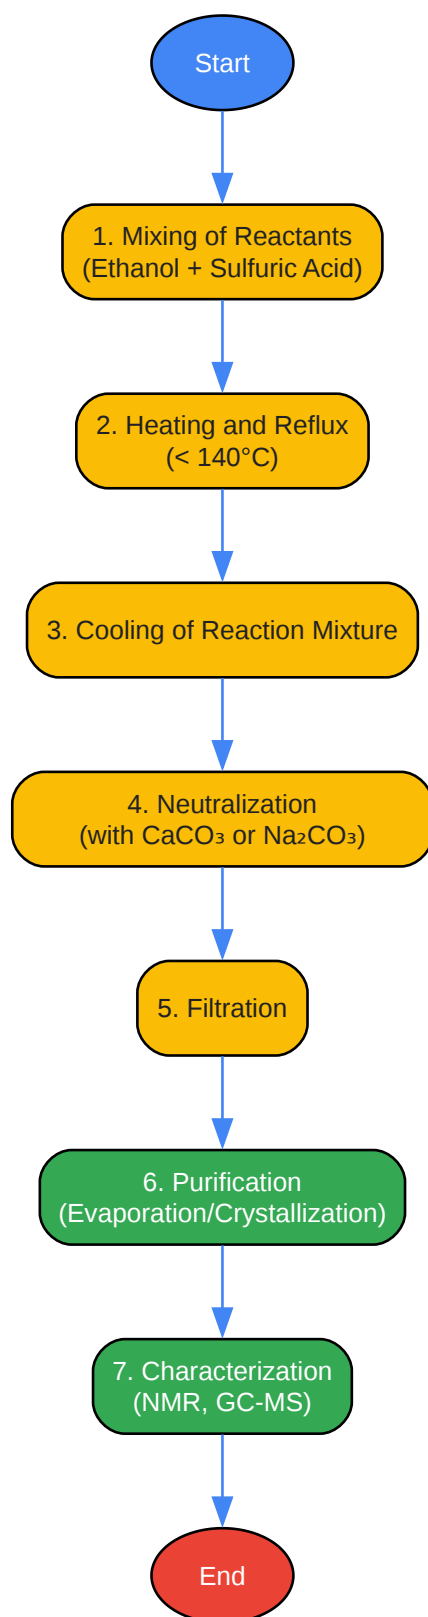 Start
1. Mixing of Reactants
(Ethanol + Sulfuric Acid)
2. Heating and Reflux
(< 140°C)
3. Cooling of Reaction Mixture
4. Neutralization
(with CaCO₃ or Na₂CO₃)
5. Filtration
6. Purification
(Evaporation/Crystallization)
7. Characterization
(NMR, GC-MS)
End